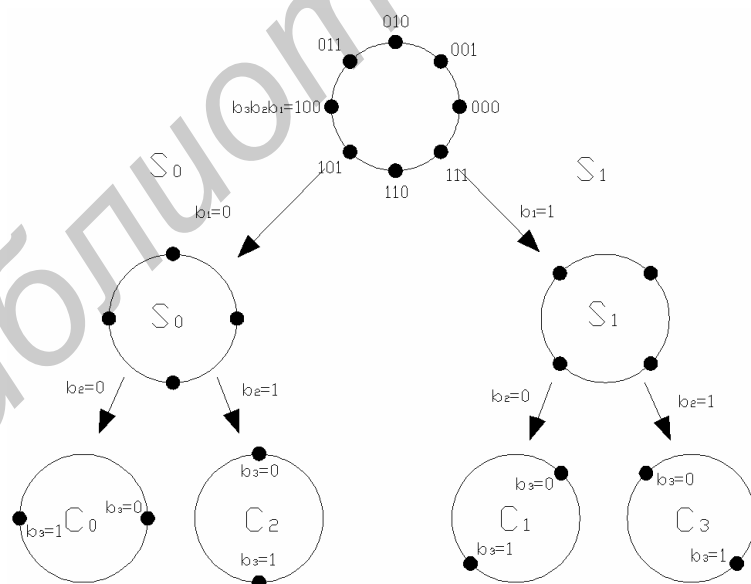 010
011
001
b₃b₂b₁=100
000
101
111
110
S₀
S₁
b₁=0
b₁=1
S₀
S₁
b₂=0
b₂=1
b₂=0
b₂=1
b₃=0
b₃=0
b₃=0
b₃=0
b₃=1
C₀
C₂
C₁
C₃
b₃=1
b₃=1
b₃=1